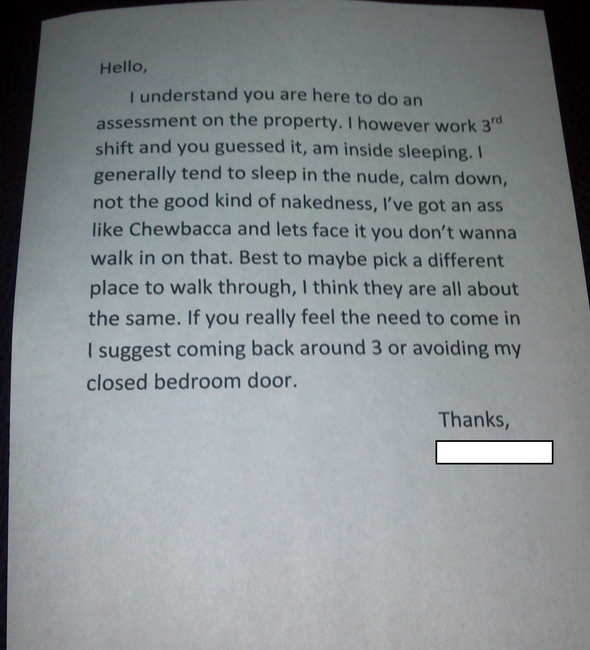 Hello,
I understand you are here to do an
assessment on the property. I however work 3rd
shift and you guessed it, am inside sleeping. I
generally tend to sleep in the nude, calm down,
not the good kind of nakedness, I've got an ass
like Chewbacca and lets face it you don't wanna
walk in on that. Best to maybe pick a different
place to walk through, I think they are all about
the same. If you really feel the need to come in
I suggest coming back around 3 or avoiding my
closed bedroom door.
Thanks,